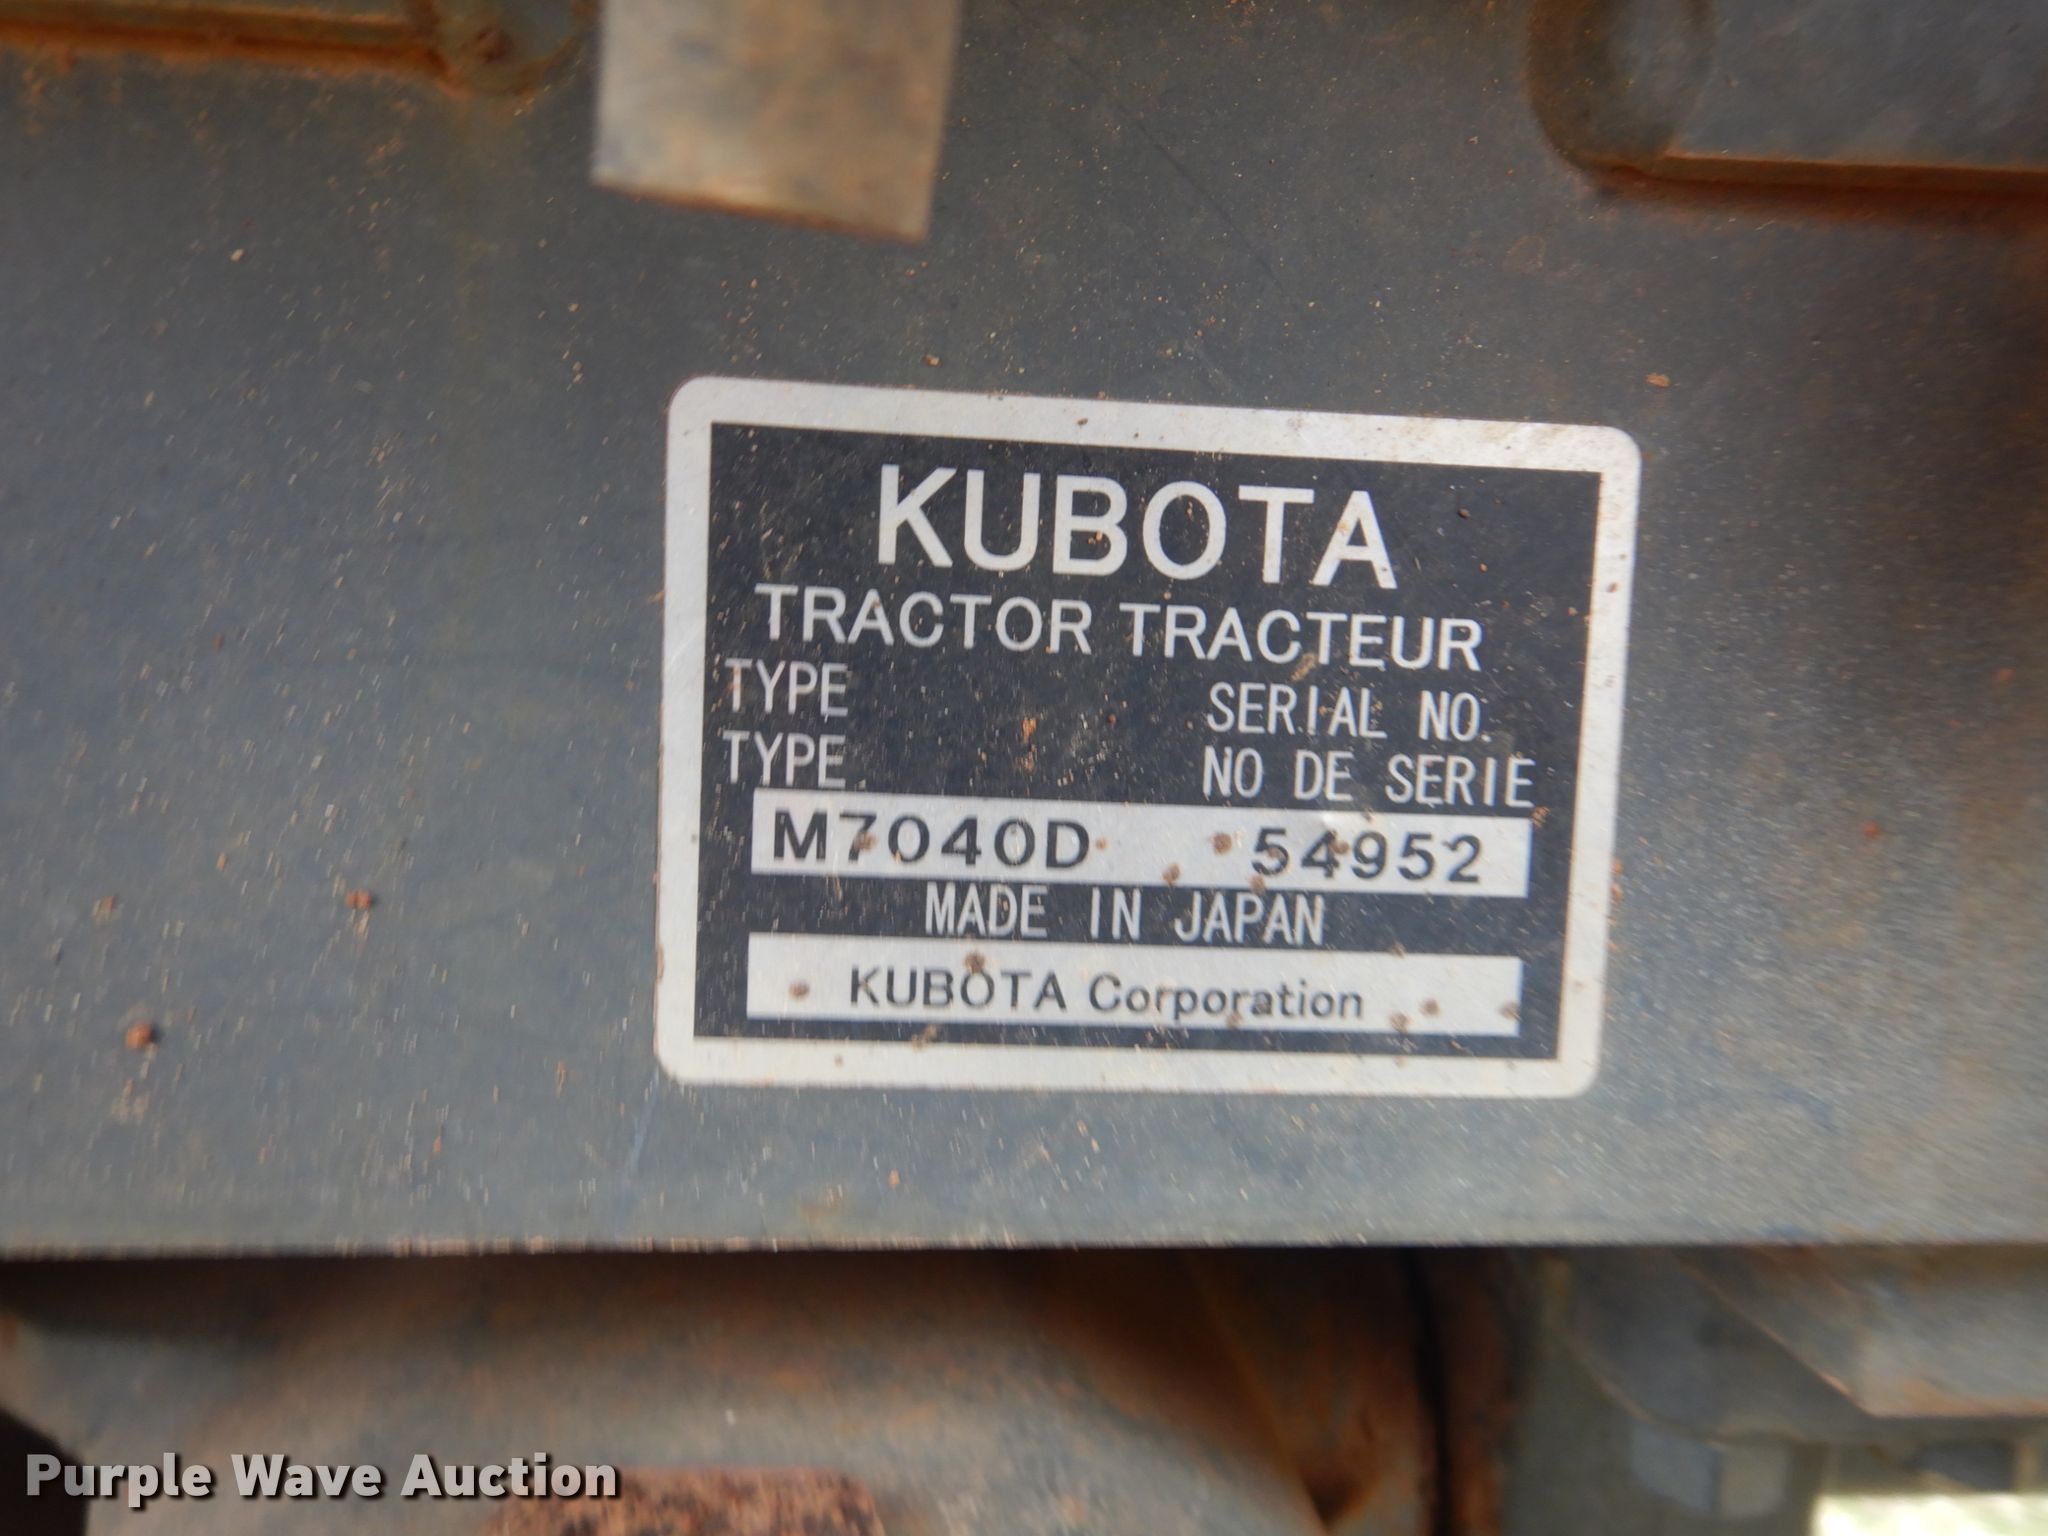 KUBOTA
TRACTOR TRACTEUR
TYPE SERIAL NO.
TYPE NO DE SERIE
M7040D 54952
MADE IN JAPAN
KUBOTA Corporation
Purple Wave Auction